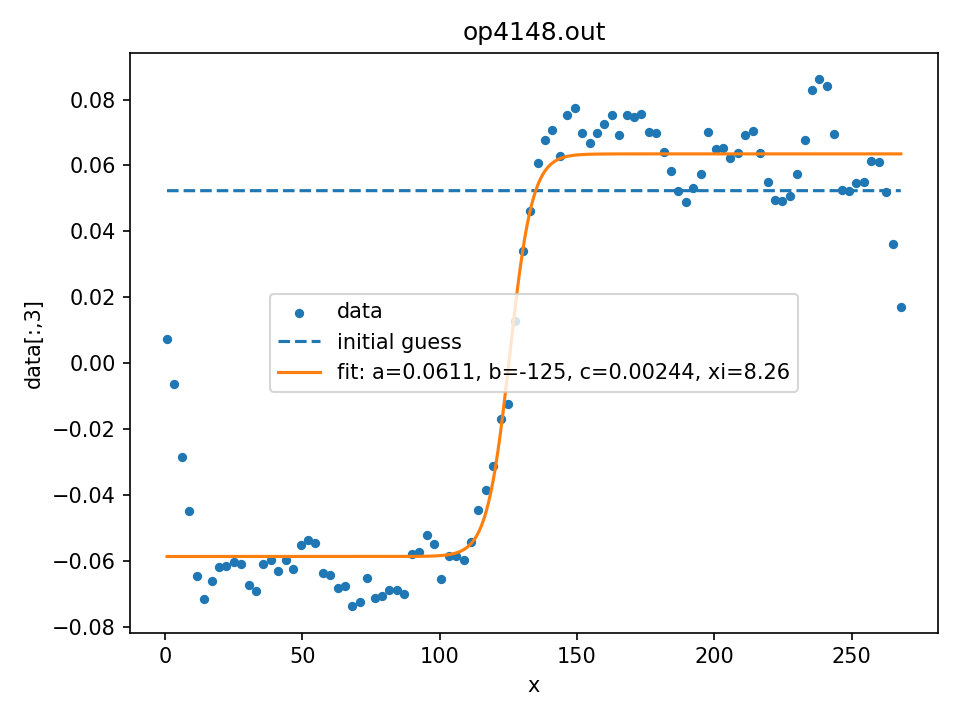 op4148.out
0.08
0.06
0.04
0.02
0.00
−0.02
−0.04
−0.06
−0.08
data[:,3]
data
initial guess
fit: a=0.0611, b=-125, c=0.00244, xi=8.26
0 50 100 150 200 250
x